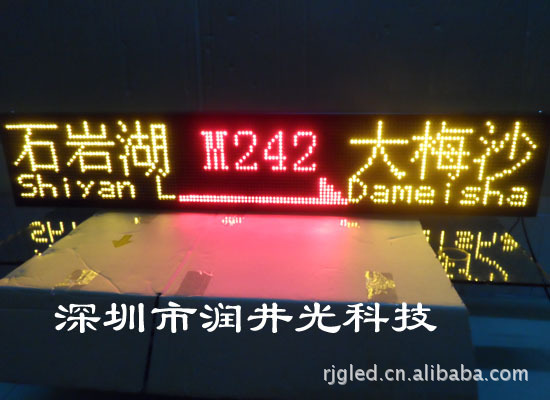 石岩湖 M242 大梅沙
Shiyan L Dameisha
深圳市润井光科技
rjgled.cn.alibaba.com